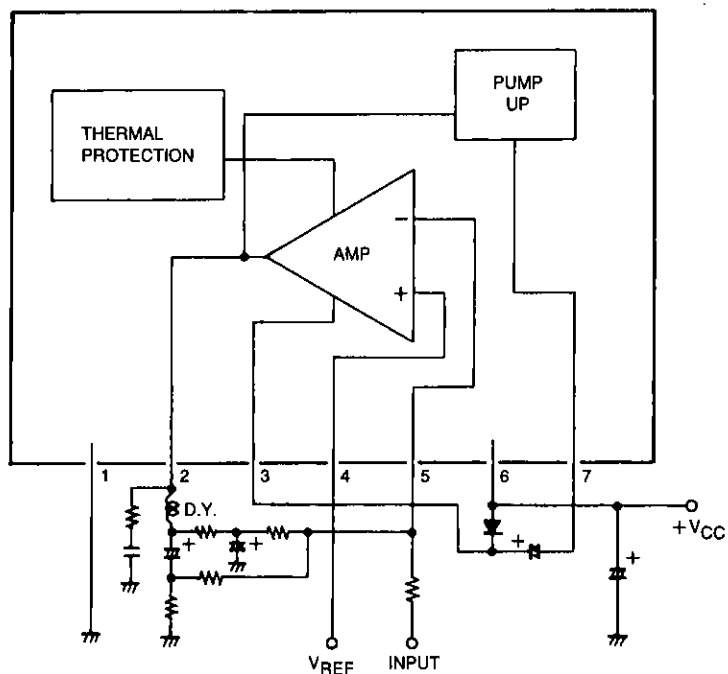 PUMP
UP
THERMAL
PROTECTION
−
AMP
+
1 2 3 4 5 6 7
D.Y.
+ + + +
+VCC
VREF INPUT